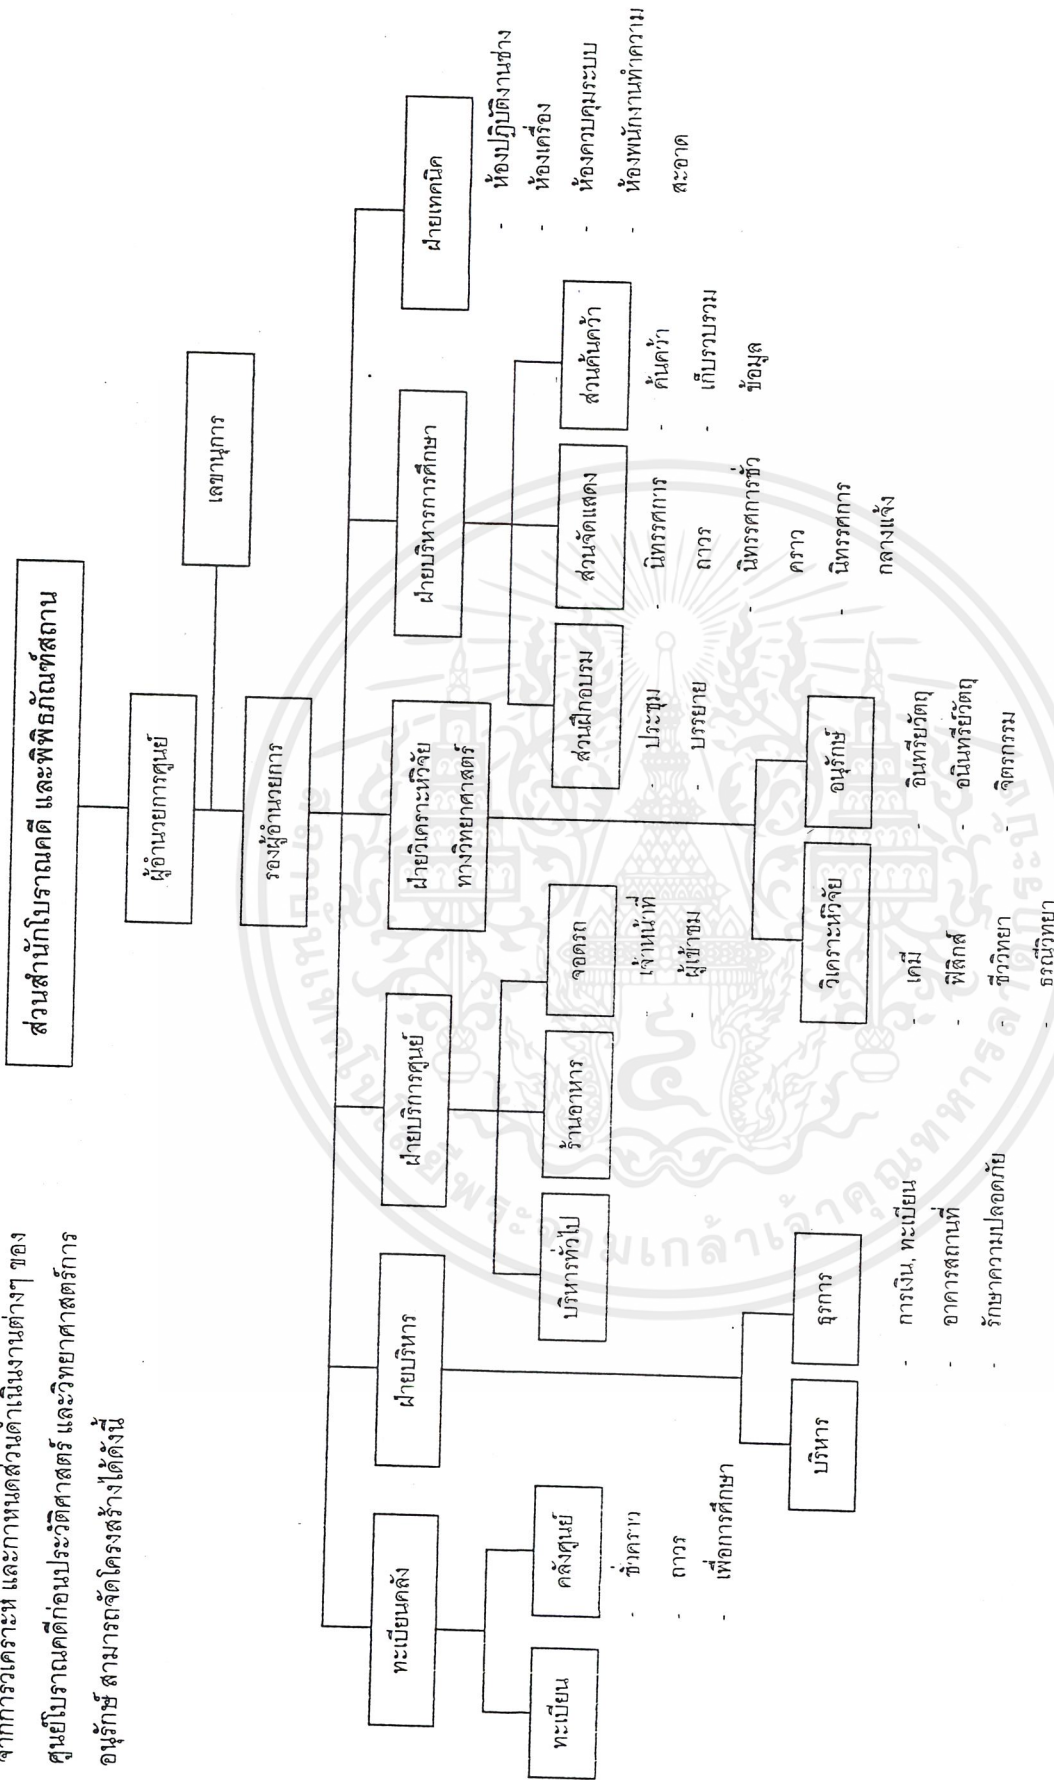 จากการวิเคราะห์ และกำหนดส่วนดำเนินงานต่างๆ ของ
ศูนย์โบราณคดีก่อนประวัติศาสตร์ และวิทยาศาสตร์การ
อนุรักษ์ สามารถจัดโครงสร้างได้ดังนี้
ส่วนสำนักโบราณคดี และพิพิธภัณฑ์สถาน
ผู้อำนวยการศูนย์
เลขานุการ
รองผู้อำนวยการ
ทะเบียนคลัง
ฝ่ายบริหาร
ฝ่ายบริการศูนย์
ฝ่ายวิเคราะห์วิจัย
ทางวิทยาศาสตร์
ฝ่ายบริหารการศึกษา
ฝ่ายเทคนิค
- ห้องปฏิบัติงานช่าง
- ห้องเครื่อง
- ห้องควบคุมระบบ
- ห้องพนักงานทำความ
สะอาด
ทะเบียน
คลังศูนย์
- ชั่วคราว
- ถาวร
- เพื่อการศึกษา
บริหารทั่วไป
ร้านอาหาร
จอดรถ
- เจ้าหน้าที่
- ผู้เข้าชม
ส่วนฝึกอบรม
- ประชุม
- บรรยาย
ส่วนจัดแสดง
- นิทรรศการ
ถาวร
- นิทรรศการชั่ว
คราว
- นิทรรศการ
กลางแจ้ง
ส่วนค้นคว้า
- ค้นคว้า
- เก็บรวบรวม
ข้อมูล
บริหาร
ธุรการ
- การเงิน, ทะเบียน
- อาคารสถานที่
- รักษาความปลอดภัย
วิเคราะห์วิจัย
- เคมี
- ฟิสิกส์
- ชีววิทยา
- ธรณีวิทยา
อนุรักษ์
- อินทรียวัตถุ
- อนินทรีย์วัตถุ
- จิตรกรรม